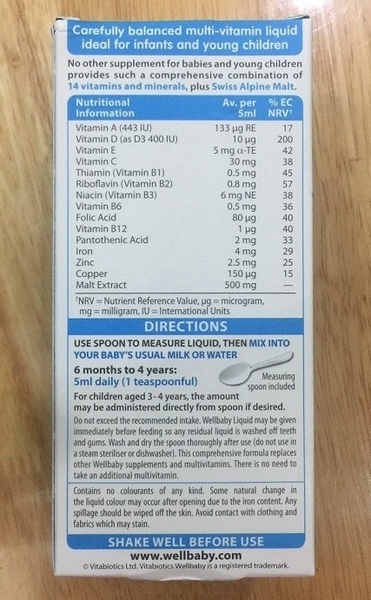 Carefully balanced multi-vitamin liquid
ideal for infants and young children
No other supplement for babies and young children
provides such a comprehensive combination of
14 vitamins and minerals, plus Swiss Alpine Malt.
Nutritional Information Av. per 5ml % EC NRV†
Vitamin A (443 IU) 133 µg RE 17
Vitamin D (as D3 400 IU) 10 µg 200
Vitamin E 5 mg α-TE 42
Vitamin C 30 mg 38
Thiamin (Vitamin B1) 0.5 mg 45
Riboflavin (Vitamin B2) 0.8 mg 57
Niacin (Vitamin B3) 6 mg NE 38
Vitamin B6 0.5 mg 36
Folic Acid 80 µg 40
Vitamin B12 1 µg 40
Pantothenic Acid 2 mg 33
Iron 4 mg 29
Zinc 2.5 mg 25
Copper 150 µg 15
Malt Extract 500 mg —
†NRV = Nutrient Reference Value, µg = microgram,
mg = milligram, IU = International Units
DIRECTIONS
USE SPOON TO MEASURE LIQUID, THEN MIX INTO
YOUR BABY'S USUAL MILK OR WATER
6 months to 4 years:
5ml daily (1 teaspoonful)
Measuring
spoon included
For children aged 3-4 years, the amount
may be administered directly from spoon if desired.
Do not exceed the recommended intake. Wellbaby Liquid may be given
immediately before feeding so any residual liquid is washed off teeth
and gums. Wash and dry the spoon thoroughly after use (do not use in
a steam steriliser or dishwasher). This comprehensive formula replaces
other Wellbaby supplements and multivitamins. There is no need to
take an additional multivitamin.
Contains no colourants of any kind. Some natural change in
the liquid colour may occur after opening due to the iron content. Any
spillage should be wiped off the skin. Avoid contact with clothing and
fabrics which may stain.
SHAKE WELL BEFORE USE
www.wellbaby.com
© Vitabiotics Ltd. Vitabiotics Wellbaby is a registered trademark.